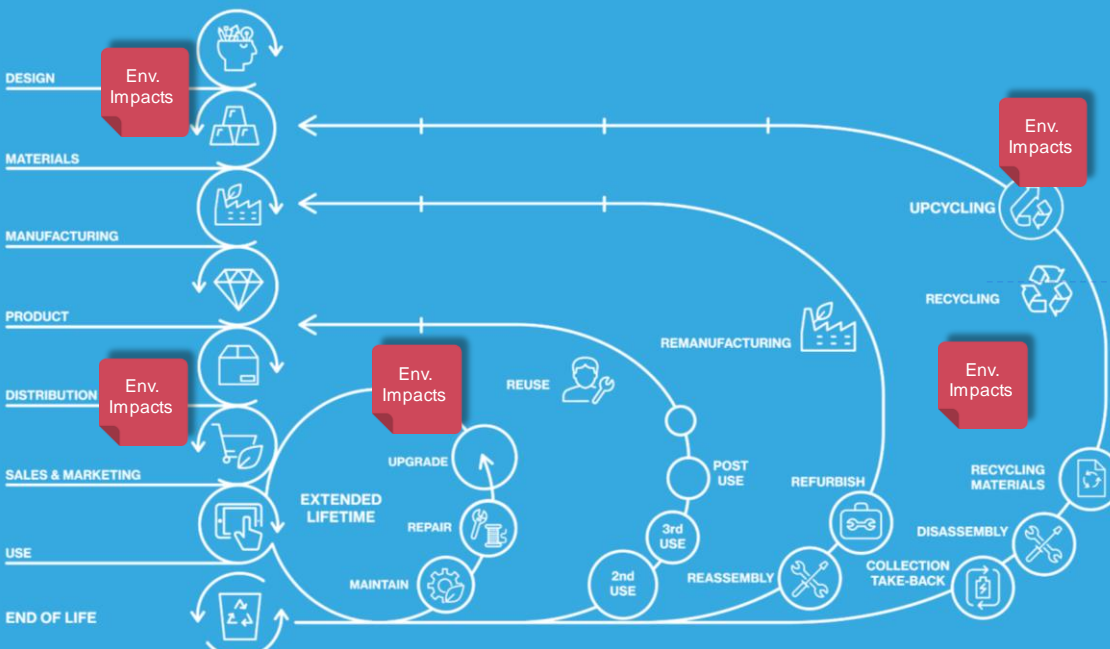 DESIGN
Env.
Impacts
MATERIALS
MANUFACTURING
PRODUCT
DISTRIBUTION
Env.
Impacts
SALES & MARKETING
USE
END OF LIFE
Env.
Impacts
UPGRADE
EXTENDED
LIFETIME
REPAIR
MAINTAIN
REUSE
POST
USE
3rd
USE
2nd
USE
REMANUFACTURING
REFURBISH
REASSEMBLY
Env.
Impacts
UPCYCLING
RECYCLING
Env.
Impacts
RECYCLING
MATERIALS
DISASSEMBLY
COLLECTION
TAKE-BACK